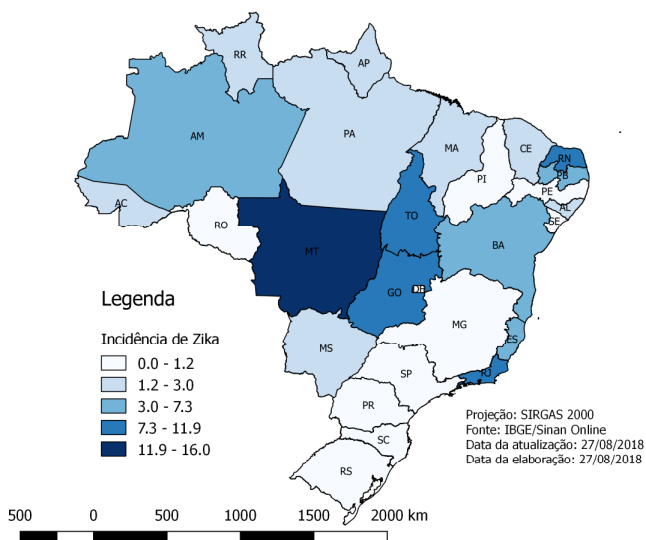 RR
AP
AM
PA
MA
CE
RN
PB
PI
PE
AL
SE
AC
RO
TO
BA
MT
GO
DF
MG
ES
MS
SP
RJ
PR
SC
RS
Legenda
Incidência de Zika
0.0 - 1.2
1.2 - 3.0
3.0 - 7.3
7.3 - 11.9
11.9 - 16.0
Projeção: SIRGAS 2000
Fonte: IBGE/Sinan Online
Data da atualização: 27/08/2018
Data da elaboração: 27/08/2018
500 0 500 1000 1500 2000 km